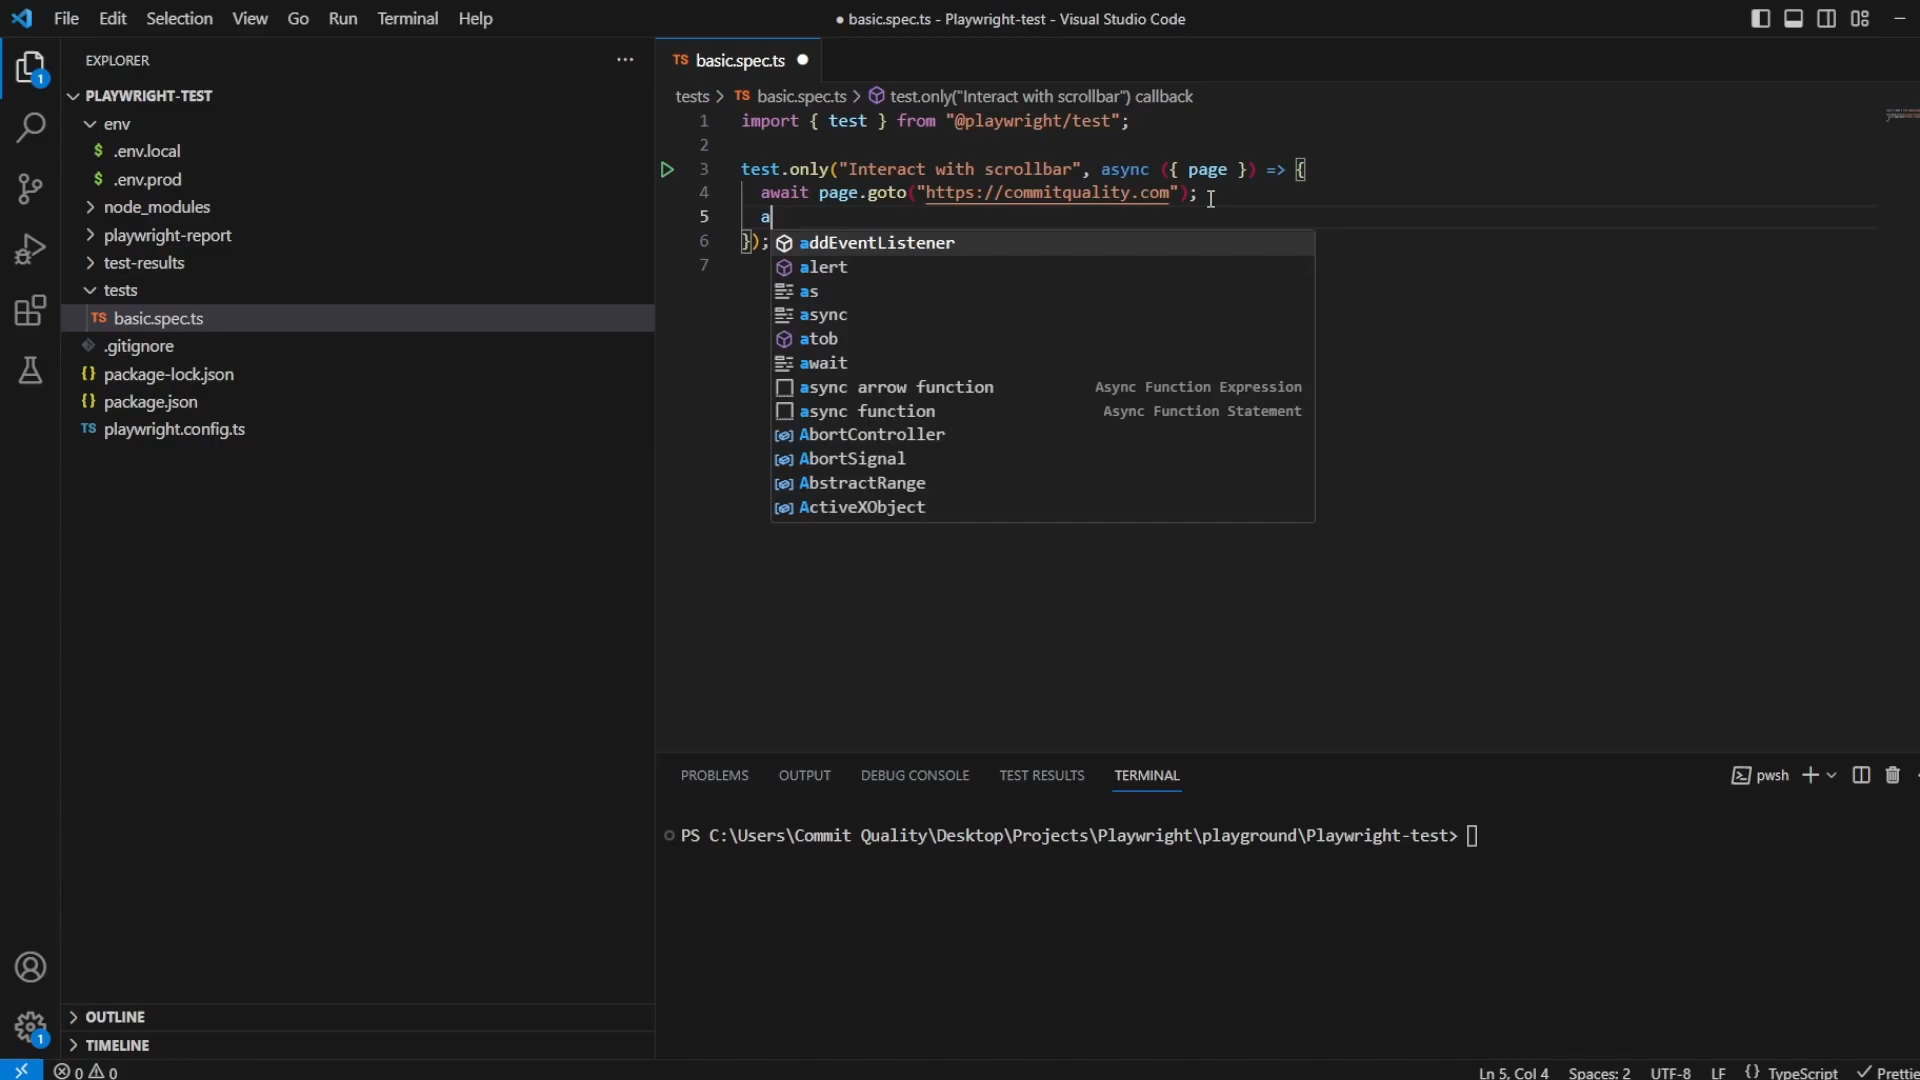 File Edit Selection View Go Run Terminal Help
● basic.spec.ts - Playwright-test - Visual Studio Code
EXPLORER
1
PLAYWRIGHT-TEST
env
$ .env.local
$ .env.prod
node_modules
playwright-report
test-results
tests
TS basic.spec.ts
.gitignore
{} package-lock.json
{} package.json
TS playwright.config.ts
OUTLINE
TIMELINE
1
TS basic.spec.ts ●
tests > TS basic.spec.ts > test.only("Interact with scrollbar") callback
1 import { test } from "@playwright/test";
2
3 test.only("Interact with scrollbar", async ({ page }) => {
4 await page.goto("https://commitquality.com");
5 a
6 });
7
addEventListener
alert
as
async
atob
await
async arrow function Async Function Expression
async function Async Function Statement
AbortController
AbortSignal
AbstractRange
ActiveXObject
PROBLEMS OUTPUT DEBUG CONSOLE TEST RESULTS TERMINAL
pwsh
PS C:\Users\Commit Quality\Desktop\Projects\Playwright\playground\Playwright-test>
0 0
Ln 5, Col 4 Spaces: 2 UTF-8 LF {} TypeScript ✓ Prettie